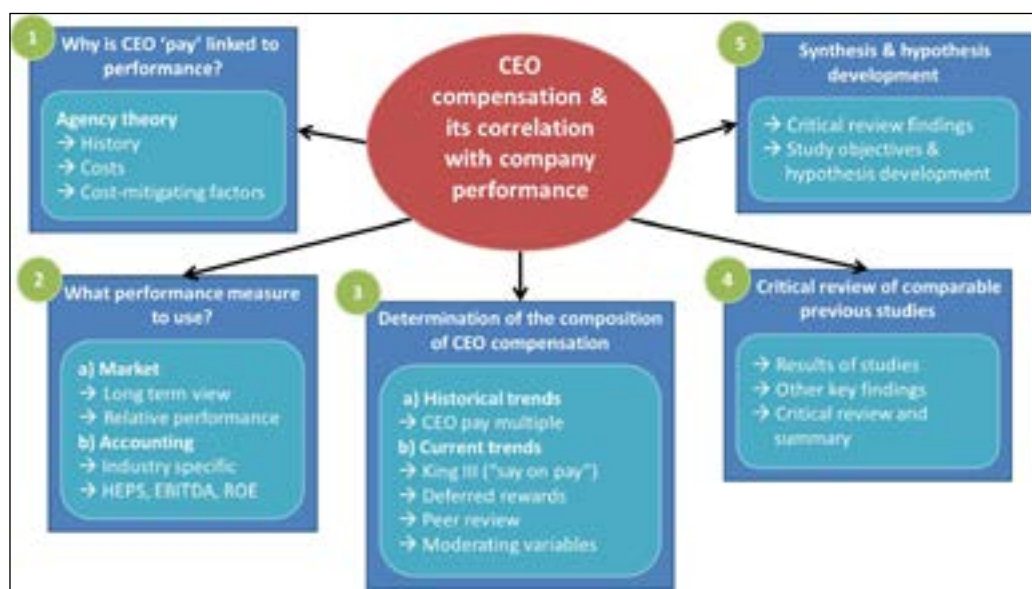 CEO
compensation &
its correlation
with company
performance
1
Why is CEO 'pay' linked to
performance?
Agency theory
→ History
→ Costs
→ Cost-mitigating factors
2
What performance measure
to use?
a) Market
→ Long term view
→ Relative performance
b) Accounting
→ Industry specific
→ HEPS, EBITDA, ROE
3
Determination of the composition
of CEO compensation
a) Historical trends
→ CEO pay multiple
b) Current trends
→ King III ("say on pay")
→ Deferred rewards
→ Peer review
→ Moderating variables
4
Critical review of comparable
previous studies
→ Results of studies
→ Other key findings
→ Critical review and
summary
5
Synthesis & hypothesis
development
→ Critical review findings
→ Study objectives &
hypothesis development